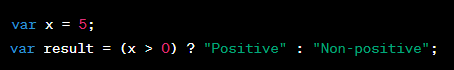 var x = 5;
var result = (x > 0) ? "Positive" : "Non-positive";